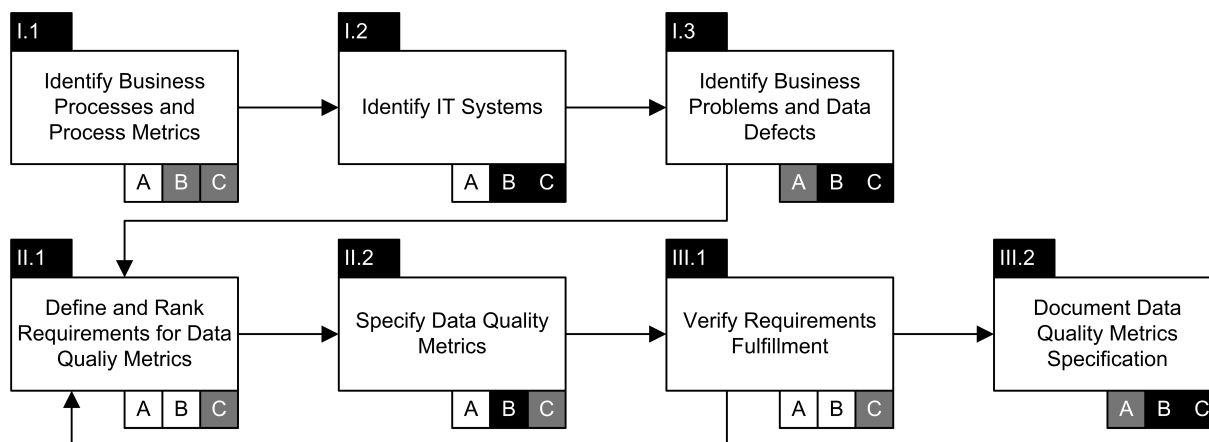 I.1
Identify Business
Processes and
Process Metrics
A B C
I.2
Identify IT Systems
A B C
I.3
Identify Business
Problems and Data
Defects
A B C
II.1
Define and Rank
Requirements for Data
Qualiy Metrics
A B C
II.2
Specify Data Quality
Metrics
A B C
III.1
Verify Requirements
Fulfillment
A B C
III.2
Document Data
Quality Metrics
Specification
A B C